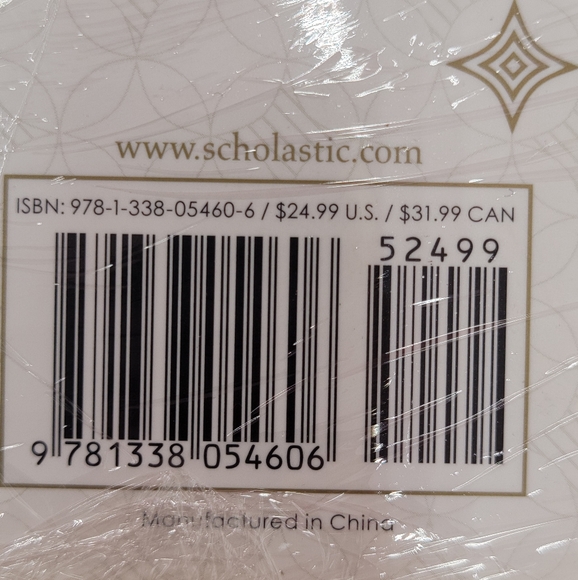 www.scholastic.com
ISBN: 978-1-338-05460-6 / $24.99 U.S. / $31.99 CAN
52499
9 781338 054606
Manufactured in China